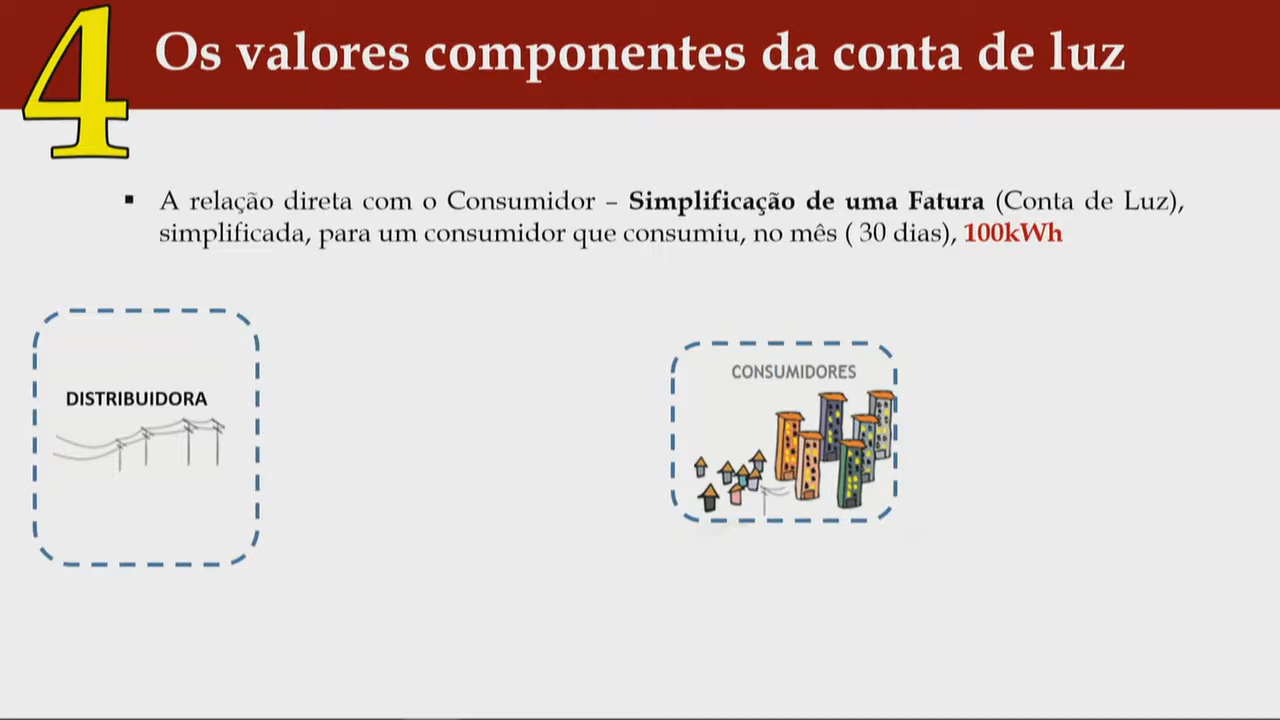 4
Os valores componentes da conta de luz
▪ A relação direta com o Consumidor – Simplificação de uma Fatura (Conta de Luz),
simplificada, para um consumidor que consumiu, no mês ( 30 dias), 100kWh
DISTRIBUIDORA
CONSUMIDORES